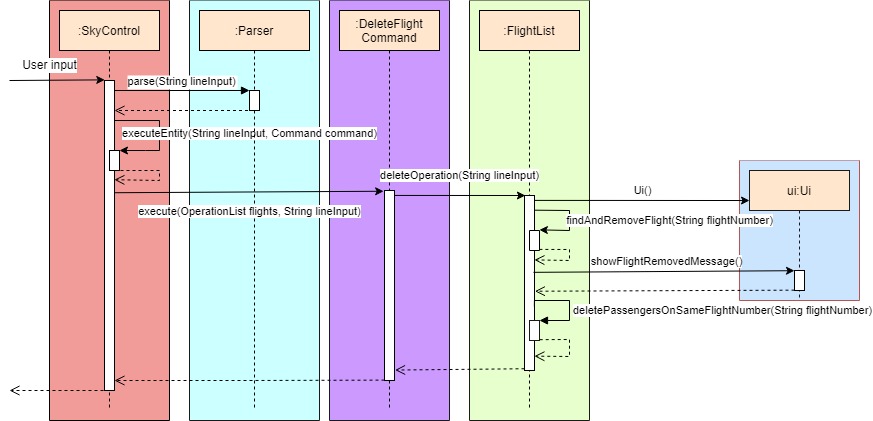 :SkyControl
:Parser
:DeleteFlight
Command
:FlightList
User input
parse(String lineInput)
executeEntity(String lineInput, Command command)
deleteOperation(String lineInput)
Ui()
ui:Ui
execute(OperationList flights, String lineInput)
findAndRemoveFlight(String flightNumber)
showFlightRemovedMessage()
deletePassengersOnSameFlightNumber(String flightNumber)